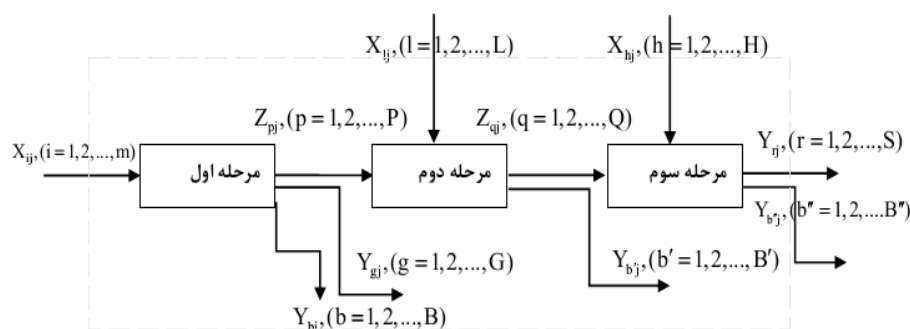 X_lj,(l = 1,2,...,L)
X_hj,(h = 1,2,...,H)
Z_pj,(p = 1,2,...,P)
Z_qj,(q = 1,2,...,Q)
X_ij,(i = 1,2,...,m)
Y_rj,(r = 1,2,...,S)
مرحله اول
مرحله دوم
مرحله سوم
Y_b″j,(b″ = 1,2,....B″)
Y_gj,(g = 1,2,...,G)
Y_b′j,(b′ = 1,2,...,B′)
Y_bj,(b = 1,2,...,B)